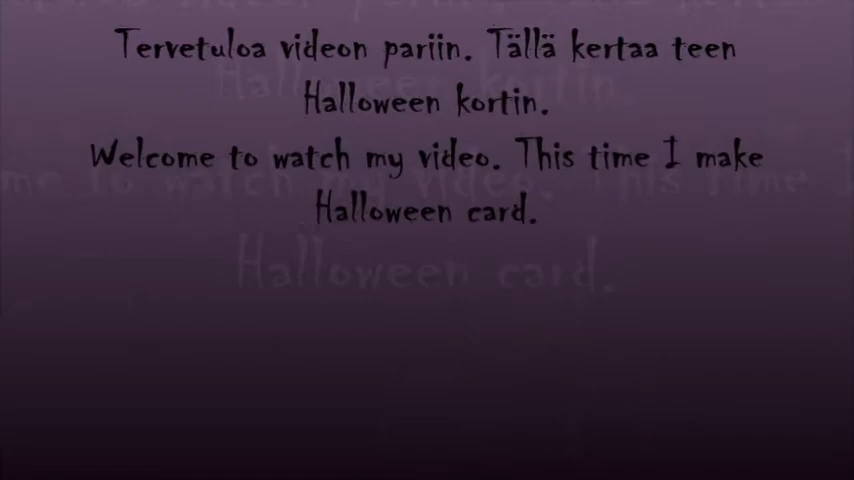 Tervetuloa videon pariin. Tällä kertaa teen
Halloween kortin.
Welcome to watch my video. This time I make
Halloween card.